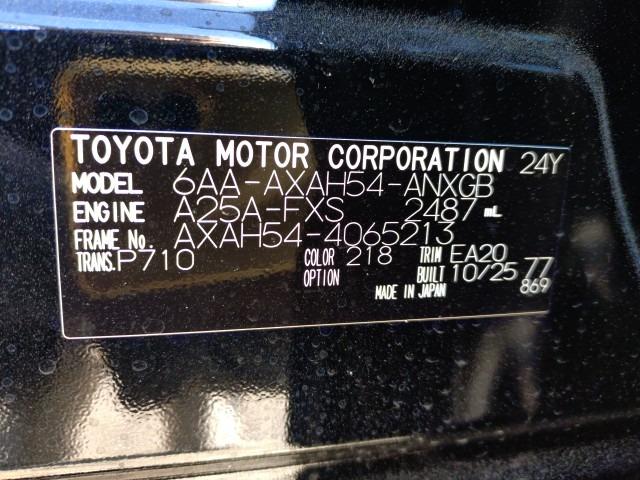 TOYOTA MOTOR CORPORATION 24Y
MODEL 6AA-AXAH54-ANXGB
ENGINE A25A-FXS 2487 mL
FRAME No. AXAH54-4065213
TRANS. P710 COLOR 218 TRIM EA20
OPTION BUILT 10/25 77
MADE IN JAPAN 869